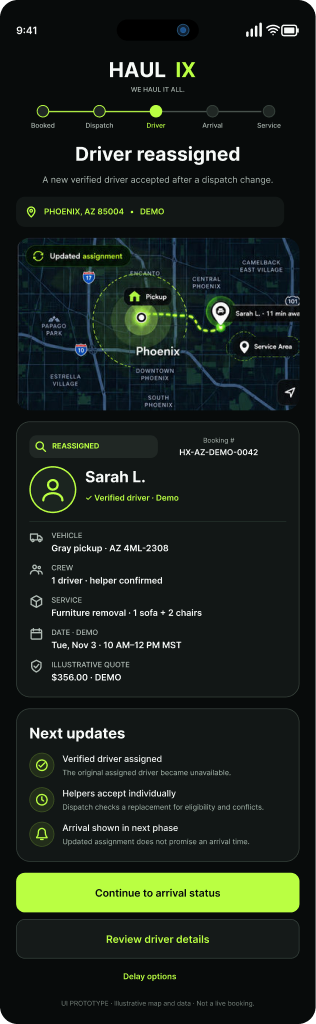 9:41
HAUL IX
WE HAUL IT ALL.
Booked Dispatch Driver Arrival Service
Driver reassigned
A new verified driver accepted after a dispatch change.
PHOENIX, AZ 85004 • DEMO
Updated assignment
17
ENCANTO
CENTRAL
PHOENIX
CAMELBACK
EAST VILLAGE
Pickup
101
Sarah L. · 11 min awa
PAPAGO
PARK
10
Phoenix
Service Area
DOWNTOWN
PHOENIX
ESTRELLA
VILLAGE
SOUTH
PHOENIX
REASSIGNED
Booking #
HX-AZ-DEMO-0042
Sarah L.
✓ Verified driver · Demo
VEHICLE
Gray pickup · AZ 4ML-2308
CREW
1 driver · helper confirmed
SERVICE
Furniture removal · 1 sofa + 2 chairs
DATE · DEMO
Tue, Nov 3 · 10 AM–12 PM MST
ILLUSTRATIVE QUOTE
$356.00 · DEMO
Next updates
Verified driver assigned
The original assigned driver became unavailable.
Helpers accept individually
Dispatch checks a replacement for eligibility and conflicts.
Arrival shown in next phase
Updated assignment does not promise an arrival time.
Continue to arrival status
Review driver details
Delay options
UI PROTOTYPE · Illustrative map and data · Not a live booking.